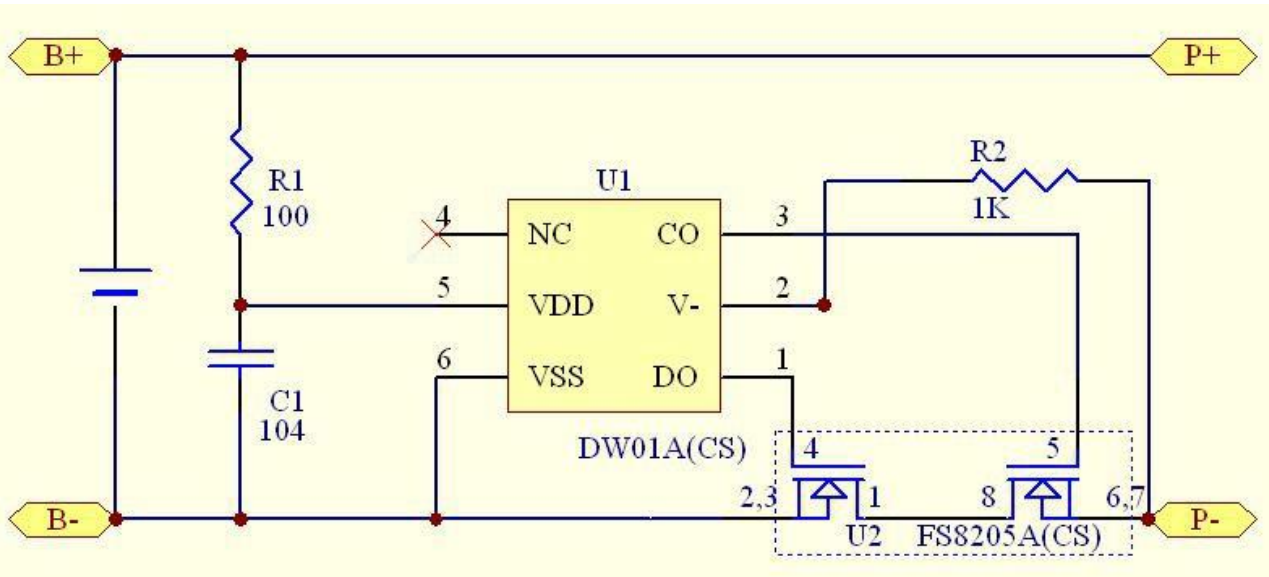 B+
P+
R1
100
U1
R2
1K
4
NC
CO
3
5
VDD
V-
2
6
VSS
DO
1
C1
104
DW01A(CS)
4
5
2,3
1
8
6,7
B-
P-
U2
FS8205A(CS)